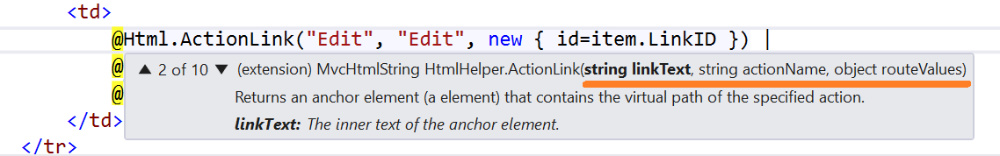 <td>
@Html.ActionLink("Edit", "Edit", new { id=item.LinkID }) |
@
▲ 2 of 10 ▼ (extension) MvcHtmlString HtmlHelper.ActionLink(string linkText, string actionName, object routeValues)
Returns an anchor element (a element) that contains the virtual path of the specified action.
@
linkText: The inner text of the anchor element.
</td>
</tr>